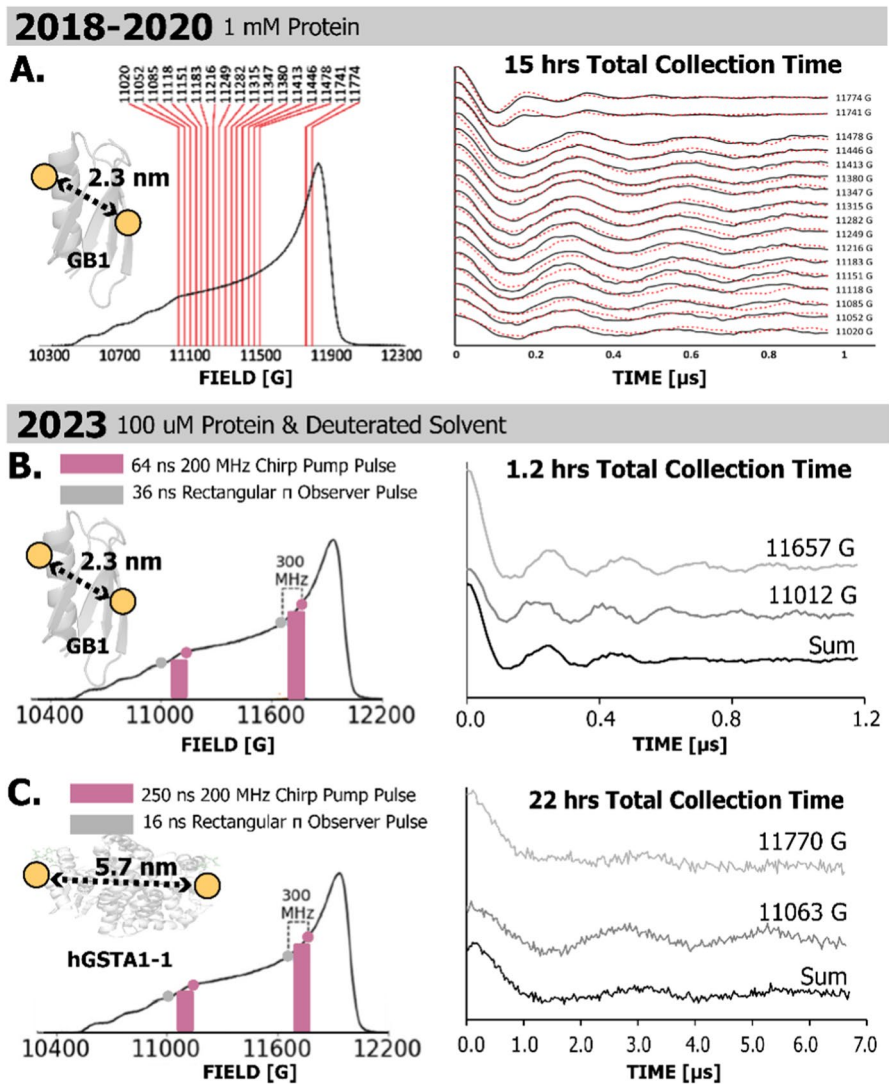 2018-2020 1 mM Protein
A.
11020
11052
11085
11118
11151
11183
11216
11249
11282
11315
11347
11380
11413
11446
11478
11741
11774
2.3 nm
GB1
10300 10700 11100 11500 11900 12300
FIELD [G]
15 hrs Total Collection Time
11774 G
11741 G
11478 G
11446 G
11413 G
11380 G
11347 G
11315 G
11282 G
11249 G
11216 G
11183 G
11151 G
11118 G
11085 G
11052 G
11020 G
0 0.2 0.4 0.6 0.8 1
TIME [µs]
2023 100 uM Protein & Deuterated Solvent
B.
64 ns 200 MHz Chirp Pump Pulse
36 ns Rectangular π Observer Pulse
2.3 nm
GB1
300
MHz
10400 11000 11600 12200
FIELD [G]
1.2 hrs Total Collection Time
11657 G
11012 G
Sum
0.0 0.4 0.8 1.2
TIME [µs]
C.
250 ns 200 MHz Chirp Pump Pulse
16 ns Rectangular π Observer Pulse
5.7 nm
hGSTA1-1
300
MHz
10400 11000 11600 12200
FIELD [G]
22 hrs Total Collection Time
11770 G
11063 G
Sum
0.0 1.0 2.0 3.0 4.0 5.0 6.0 7.0
TIME [µs]